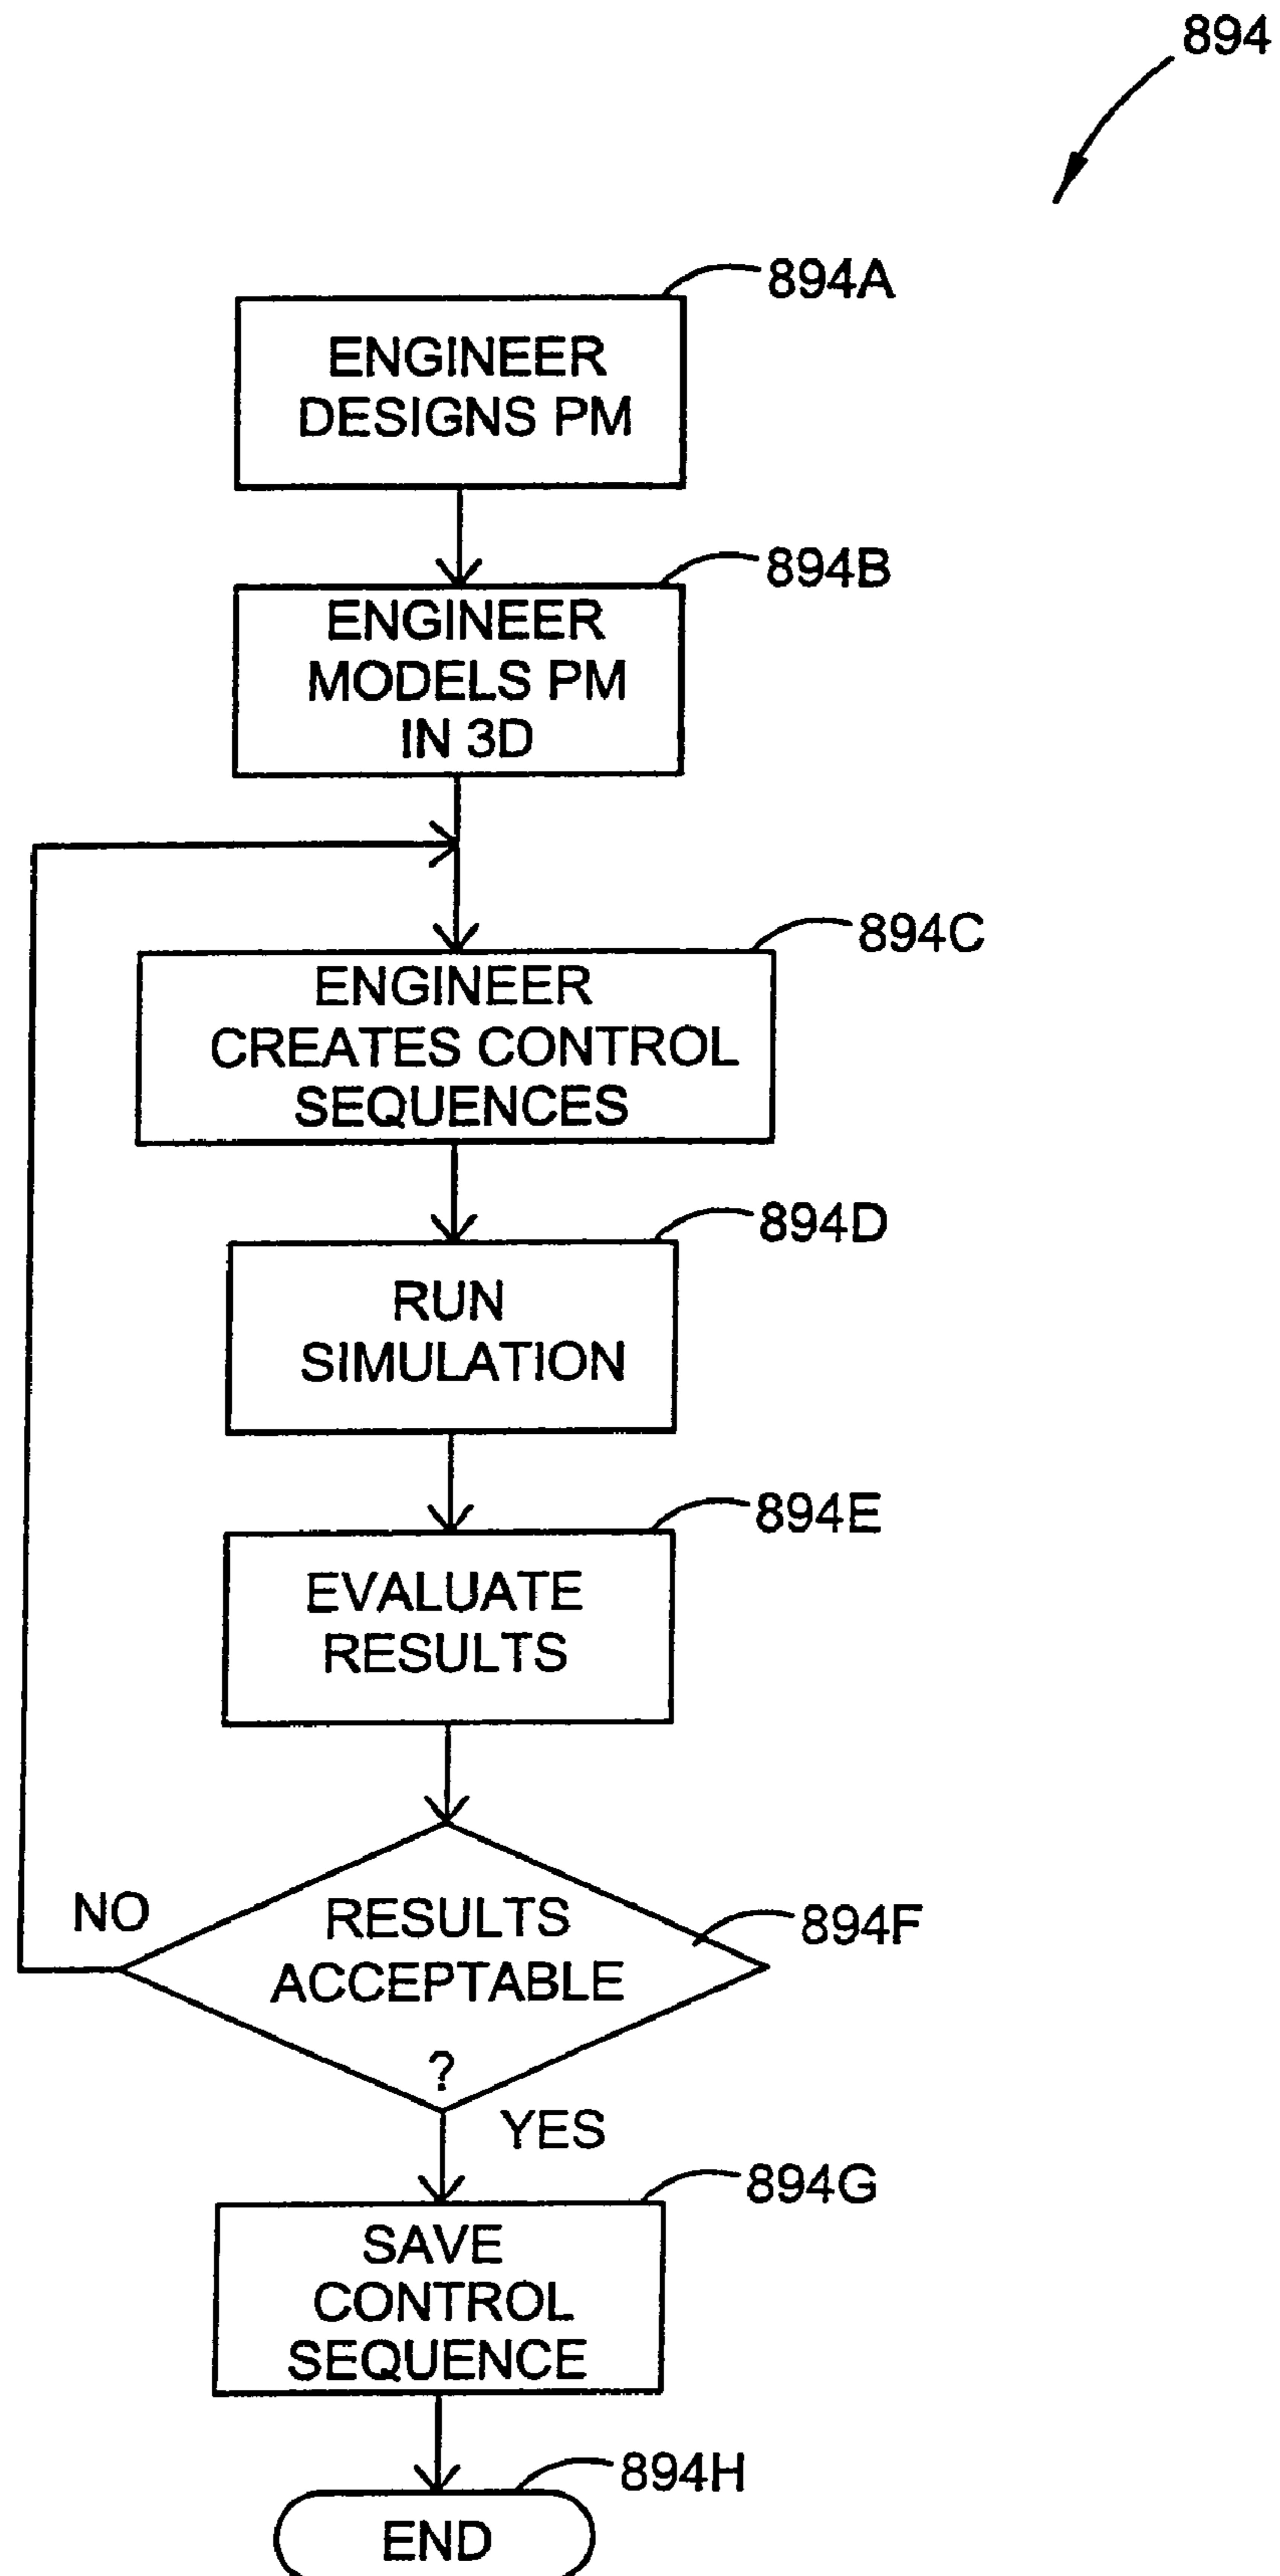 894
894A
ENGINEER
DESIGNS PM
894B
ENGINEER
MODELS PM
IN 3D
894C
ENGINEER
CREATES CONTROL
SEQUENCES
894D
RUN
SIMULATION
894E
EVALUATE
RESULTS
NO
RESULTS
ACCEPTABLE
?
894F
YES
894G
SAVE
CONTROL
SEQUENCE
894H
END